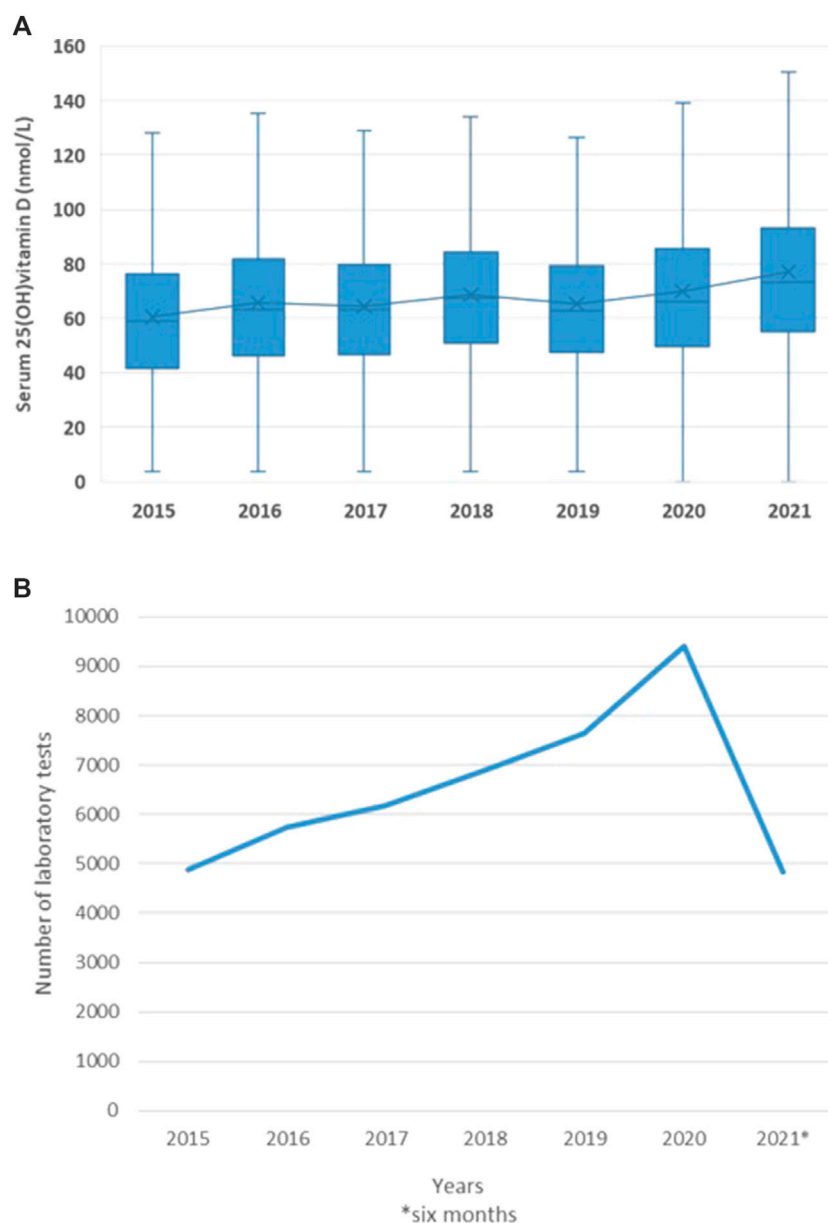 A
Serum 25(OH)vitamin D (nmol/L)
160
140
120
100
80
60
40
20
0
2015 2016 2017 2018 2019 2020 2021
B
Number of laboratory tests
10000
9000
8000
7000
6000
5000
4000
3000
2000
1000
0
2015 2016 2017 2018 2019 2020 2021*
Years
*six months